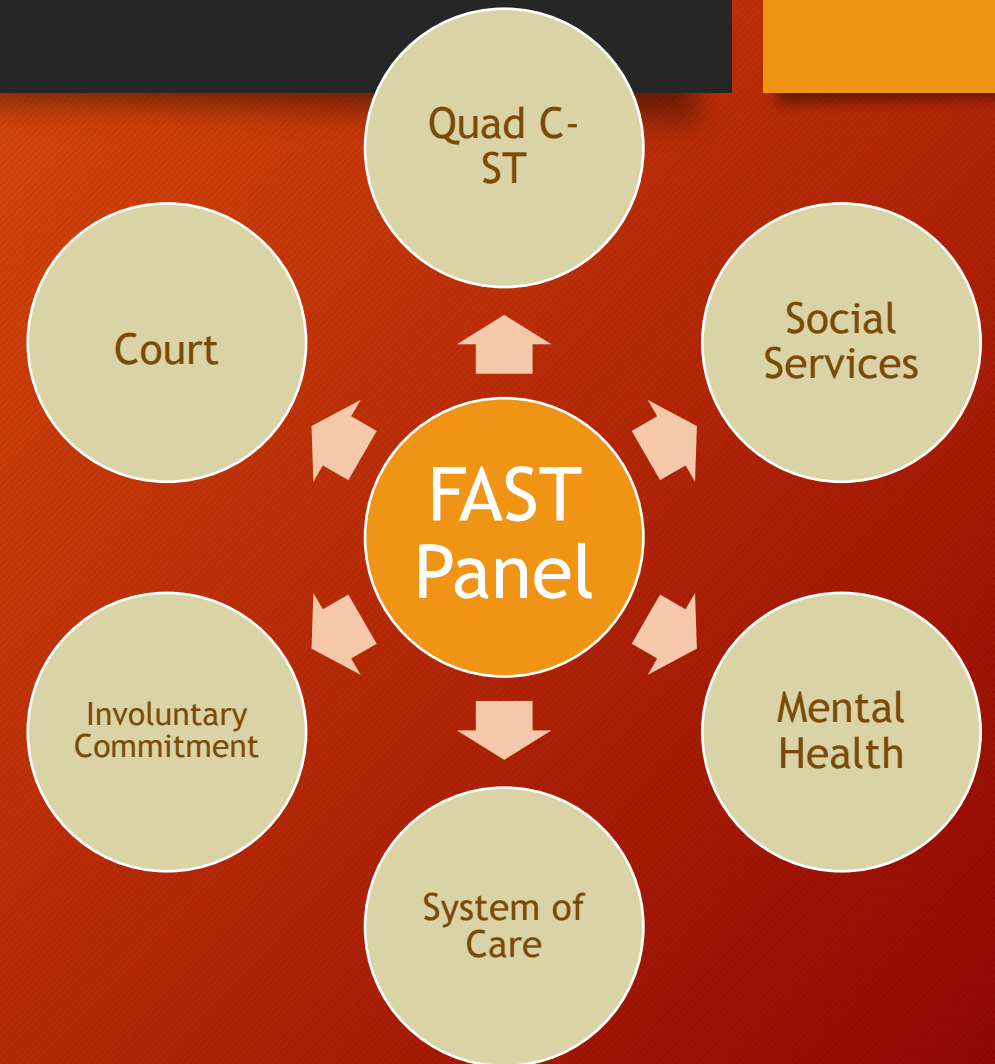 Quad C-
ST
Court
Social
Services
FAST
Panel
Involuntary
Commitment
Mental
Health
System of
Care